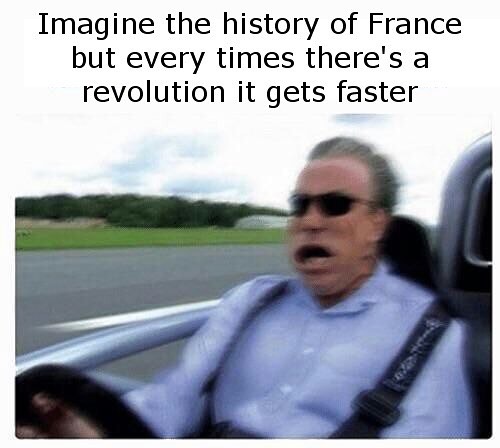 Imagine the history of France
but every times there's a
revolution it gets faster